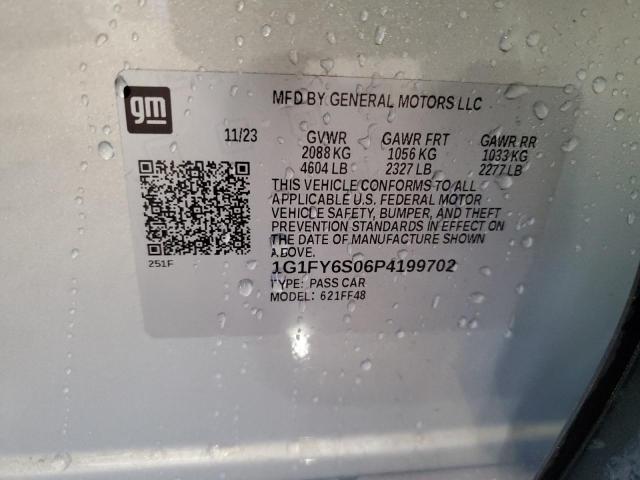 gm
MFD BY GENERAL MOTORS LLC
11/23 GVWR GAWR FRT GAWR RR
2088 KG 1056 KG 1033 KG
4604 LB 2327 LB 2277 LB
THIS VEHICLE CONFORMS TO ALL
APPLICABLE U.S. FEDERAL MOTOR
VEHICLE SAFETY, BUMPER, AND THEFT
PREVENTION STANDARDS IN EFFECT ON
THE DATE OF MANUFACTURE SHOWN
ABOVE.
251F
1G1FY6S06P4199702
TYPE: PASS CAR
MODEL: 621FF48